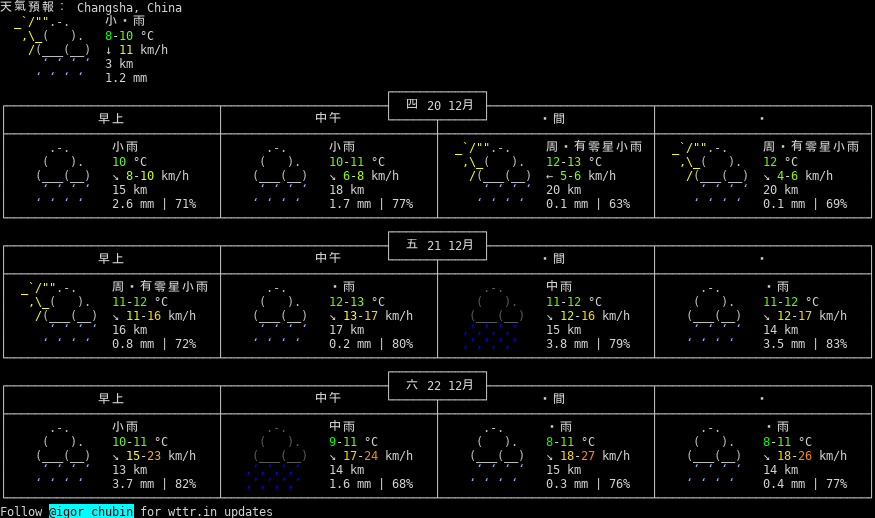 天氣預報： Changsha, China
小・雨
8-10 °C
↓ 11 km/h
3 km
1.2 mm
四 20 12月
早上 中午 ・間 ・
小雨 小雨 周・有零星小雨 周・有零星小雨
10 °C 10-11 °C 12-13 °C 12 °C
↘ 8-10 km/h ↘ 6-8 km/h ← 5-6 km/h ↘ 4-6 km/h
15 km 18 km 20 km 20 km
2.6 mm | 71% 1.7 mm | 77% 0.1 mm | 63% 0.1 mm | 69%
五 21 12月
早上 中午 ・間 ・
周・有零星小雨 ・雨 中雨 ・雨
11-12 °C 12-13 °C 11-12 °C 11-12 °C
↘ 11-16 km/h ↘ 13-17 km/h ↘ 12-16 km/h ↘ 12-17 km/h
16 km 17 km 15 km 14 km
0.8 mm | 72% 0.2 mm | 80% 3.8 mm | 79% 3.5 mm | 83%
六 22 12月
早上 中午 ・間 ・
小雨 中雨 ・雨 ・雨
10-11 °C 9-11 °C 8-11 °C 8-11 °C
↘ 15-23 km/h ↘ 17-24 km/h ↘ 18-27 km/h ↘ 18-26 km/h
13 km 14 km 15 km 14 km
3.7 mm | 82% 1.6 mm | 68% 0.3 mm | 76% 0.4 mm | 77%
Follow @igor_chubin for wttr.in updates